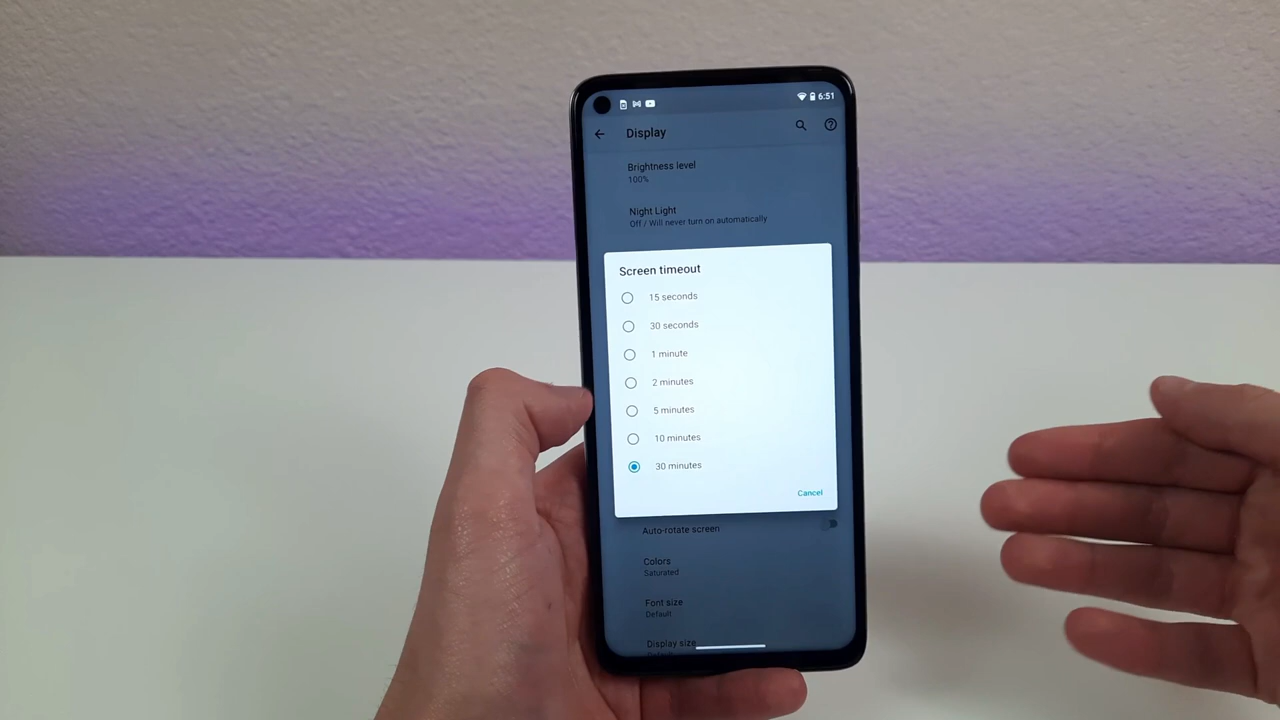 6:51
Display
Brightness level
100%
Night Light
Off / Will never turn on automatically
Screen timeout
15 seconds
30 seconds
1 minute
2 minutes
5 minutes
10 minutes
30 minutes
Cancel
Auto-rotate screen
Colors
Saturated
Font size
Default
Display size